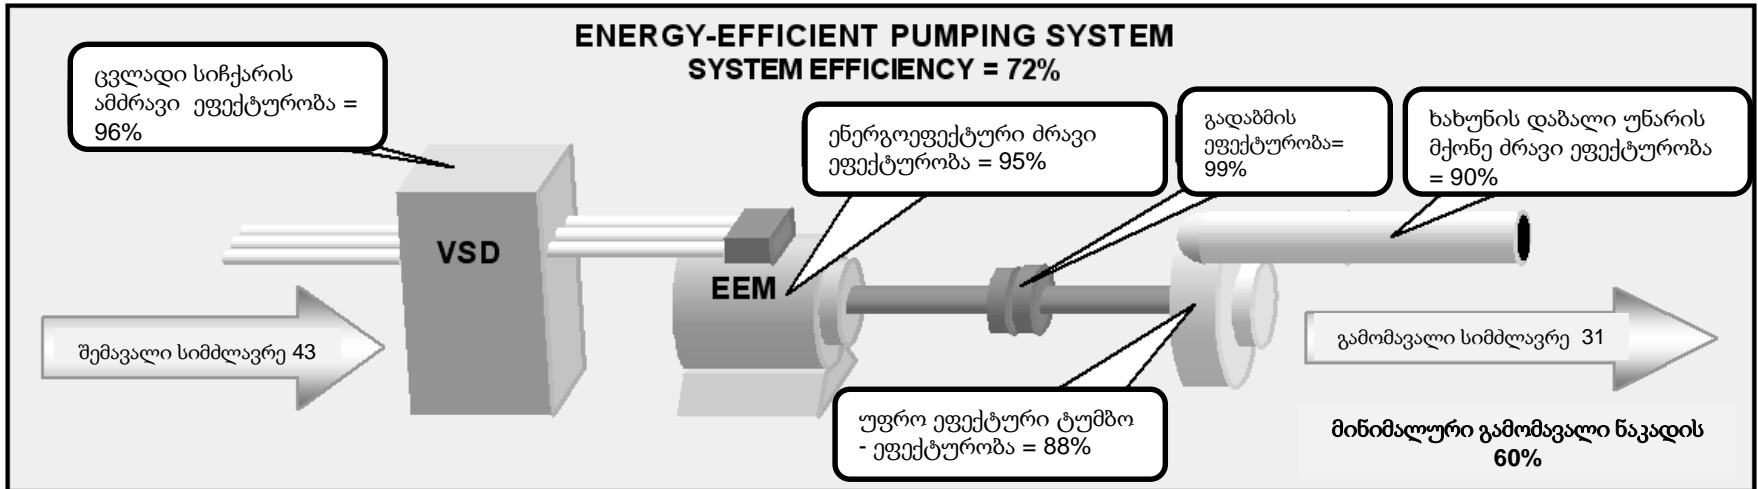 ENERGY-EFFICIENT PUMPING SYSTEM
SYSTEM EFFICIENCY = 72%
ცვლადი სიჩქარის
ამძრავი ეფექტურობა =
96%
ენერგოეფექტური ძრავი
ეფექტურობა = 95%
გადაბმის
ეფექტურობა=
99%
ხახუნის დაბალი უნარის
მქონე ძრავი ეფექტურობა
= 90%
VSD
EEM
შემავალი სიმძლავრე 43
გამომავალი სიმძლავრე 31
უფრო ეფექტური ტუმბო
- ეფექტურობა = 88%
მინიმალური გამომავალი ნაკადის
60%